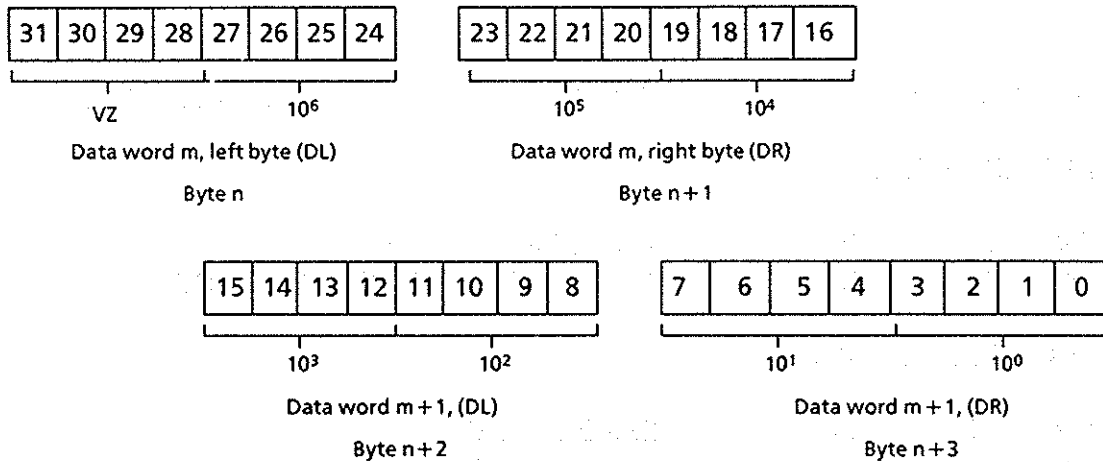 31 30 29 28 27 26 25 24 23 22 21 20 19 18 17 16
VZ 10⁶ 10⁵ 10⁴
Data word m, left byte (DL) Data word m, right byte (DR)
Byte n Byte n+1
15 14 13 12 11 10 9 8 7 6 5 4 3 2 1 0
10³ 10² 10¹ 10⁰
Data word m+1, (DL) Data word m+1, (DR)
Byte n+2 Byte n+3